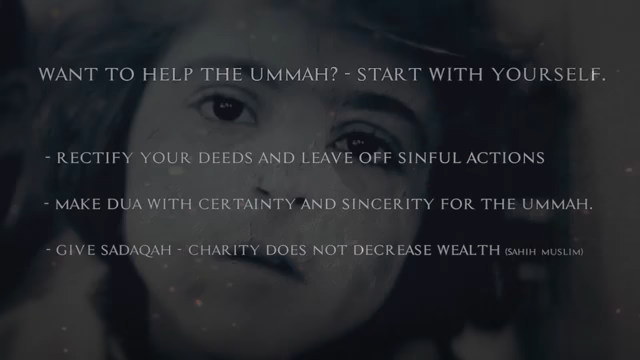 WANT TO HELP THE UMMAH? - START WITH YOURSELF.
- RECTIFY YOUR DEEDS AND LEAVE OFF SINFUL ACTIONS
- MAKE DUA WITH CERTAINTY AND SINCERITY FOR THE UMMAH.
- GIVE SADAQAH - CHARITY DOES NOT DECREASE WEALTH (SAHIH MUSLIM)